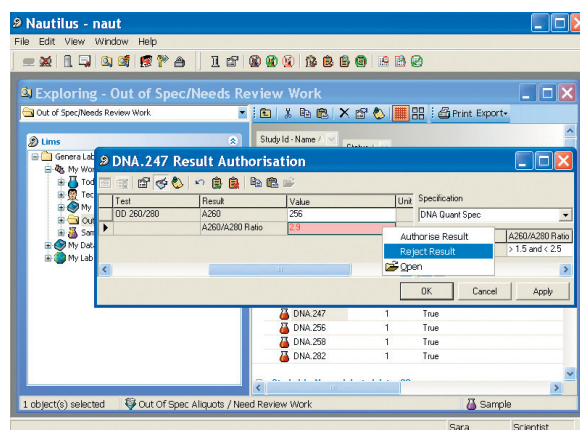 Nautilus - naut
File Edit View Window Help
Exploring - Out of Spec/Needs Review Work
Out of Spec/Needs Review Work
Print Export
Lims
Study Id - Name /
Genera Lab
My Wor
Tod
Tec
My
Out
Sam
My Data
My Lab
DNA.247 Result Authorisation
Test Result Value Unit Specification
OD 260/280 A260 256 DNA Quant Spec
A260/A280 Ratio 2.9
Authorise Result A260/A280 Ratio
Reject Result > 1.5 and < 2.5
Open
OK Cancel Apply
DNA.247 1 True
DNA.256 1 True
DNA.258 1 True
DNA.282 1 True
1 object(s) selected Out Of Spec Aliquots / Need Review Work Sample
Sara Scientist